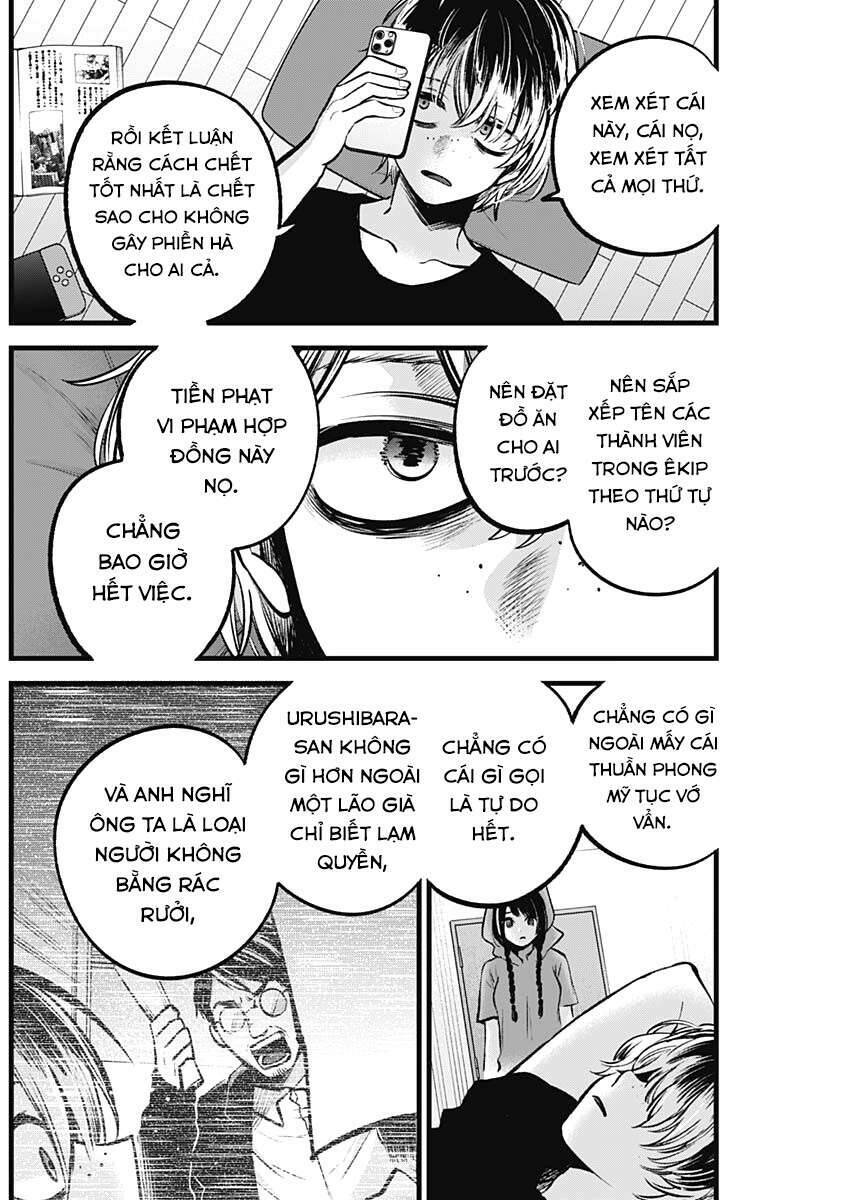 XEM XÉT CÁI
NÀY, CÁI NỌ,
XEM XÉT TẤT
CẢ MỌI THỨ.
RỒI KẾT LUẬN
RẰNG CÁCH CHẾT
TỐT NHẤT LÀ CHẾT
SAO CHO KHÔNG
GÂY PHIỀN HÀ
CHO AI CẢ.
NÊN SẮP
XẾP TÊN CÁC
THÀNH VIÊN
TRONG ÊKIP
THEO THỨ TỰ
NÀO?
NÊN ĐẶT
ĐỒ ĂN
CHO AI
TRƯỚC?
TIỀN PHẠT
VI PHẠM HỢP
ĐỒNG NÀY
NỌ.
CHẲNG
BAO GIỜ
HẾT VIỆC.
CHẲNG CÓ GÌ
NGOÀI MẤY CÁI
THUẦN PHONG
MỸ TỤC VỚ
VẨN.
CHẲNG CÓ
CÁI GÌ GỌI
LÀ TỰ DO
HẾT.
URUSHIBARA-
SAN KHÔNG
GÌ HƠN NGOÀI
MỘT LÃO GIÀ
CHỈ BIẾT LẠM
QUYỀN,
VÀ ANH NGHĨ
ÔNG TA LÀ LOẠI
NGƯỜI KHÔNG
BẰNG RÁC
RƯỞI,